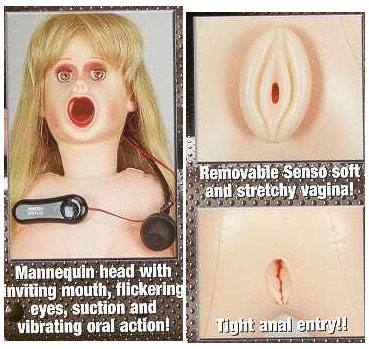 Mannequin head with
inviting mouth, flickering
eyes, suction and
vibrating oral action!
Removable Senso soft
and stretchy vagina!
Tight anal entry!!